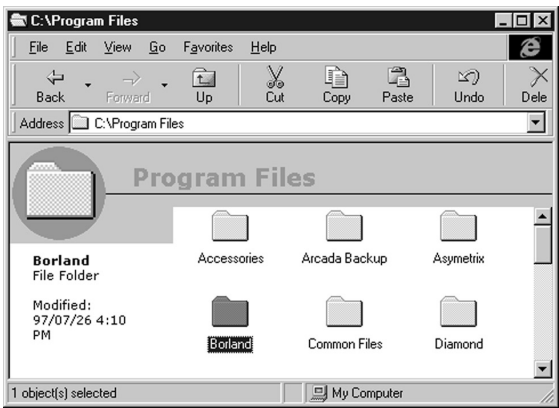 C:\Program Files
File Edit View Go Favorites Help
Back Forward Up Cut Copy Paste Undo Dele
Address C:\Program Files
Program Files
Accessories Arcada Backup Asymetrix
Borland
File Folder
Modified:
97/07/26 4:10
PM
Borland Common Files Diamond
1 object(s) selected My Computer